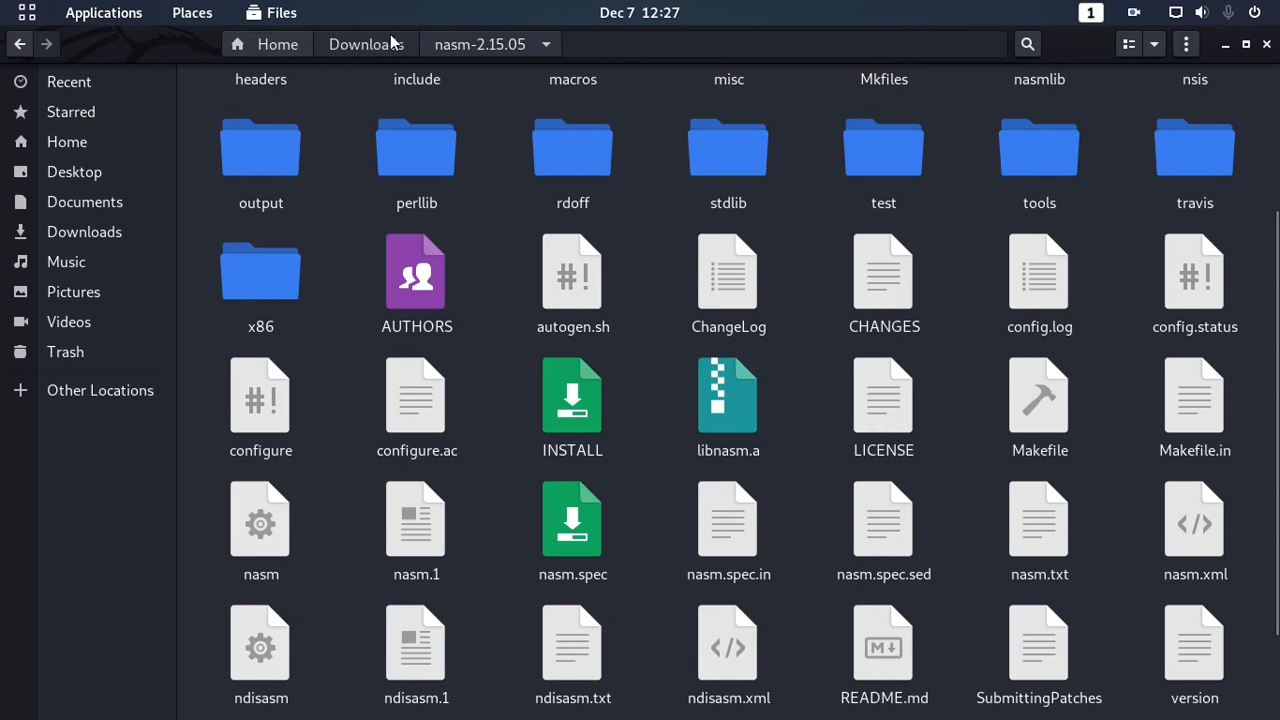 Applications Places Files Dec 7 12:27 1
Home Downloads nasm-2.15.05
Recent
Starred
Home
Desktop
Documents
Downloads
Music
Pictures
Videos
Trash
Other Locations
headers include macros misc Mkfiles nasmlib nsis
output perllib rdoff stdlib test tools travis
#! #!
x86 AUTHORS autogen.sh ChangeLog CHANGES config.log config.status
#!
configure configure.ac INSTALL libnasm.a LICENSE Makefile Makefile.in
</>
nasm nasm.1 nasm.spec nasm.spec.in nasm.spec.sed nasm.txt nasm.xml
</> M
ndisasm ndisasm.1 ndisasm.txt ndisasm.xml README.md SubmittingPatches version